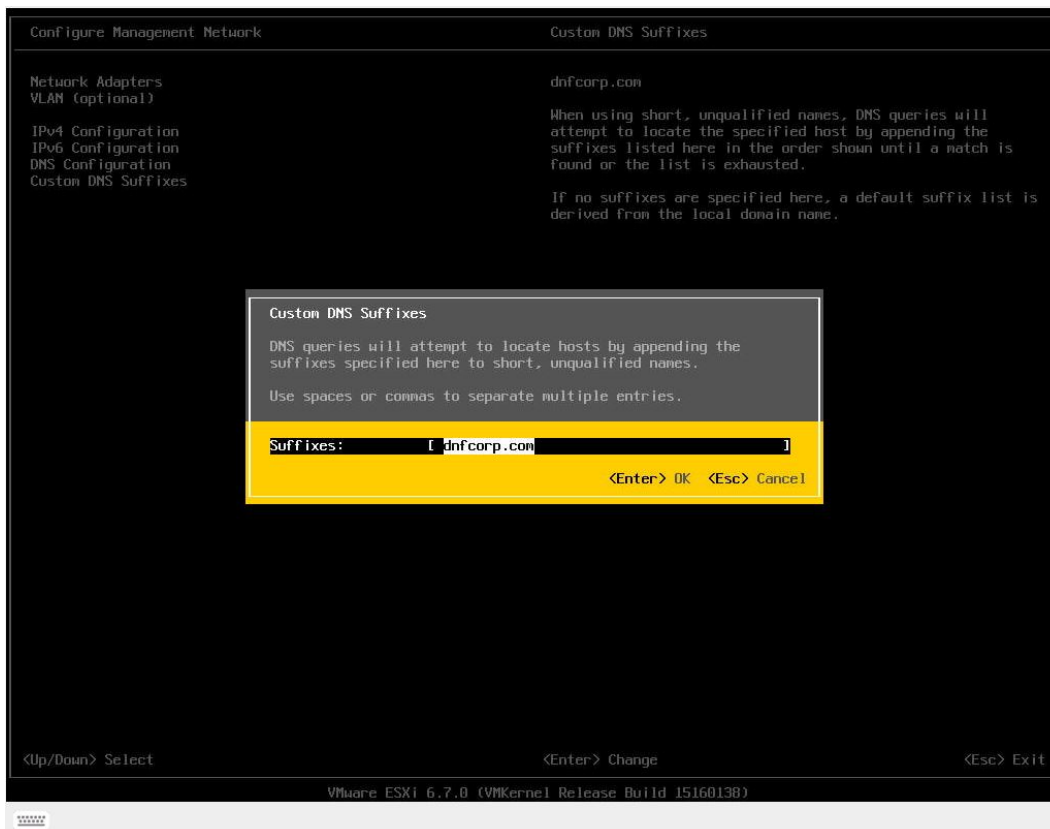 Configure Management Network
Custom DNS Suffixes
Network Adapters
VLAN (optional)
IPv4 Configuration
IPv6 Configuration
DNS Configuration
Custom DNS Suffixes
dnfcorp.com
When using short, unqualified names, DNS queries will
attempt to locate the specified host by appending the
suffixes listed here in the order shown until a match is
found or the list is exhausted.
If no suffixes are specified here, a default suffix list is
derived from the local domain name.
Custom DNS Suffixes
DNS queries will attempt to locate hosts by appending the
suffixes specified here to short, unqualified names.
Use spaces or commas to separate multiple entries.
Suffixes: [ dnfcorp.com ]
<Enter> OK <Esc> Cancel
<Up/Down> Select <Enter> Change <Esc> Exit
VMware ESXi 6.7.0 (VMKernel Release Build 15160138)